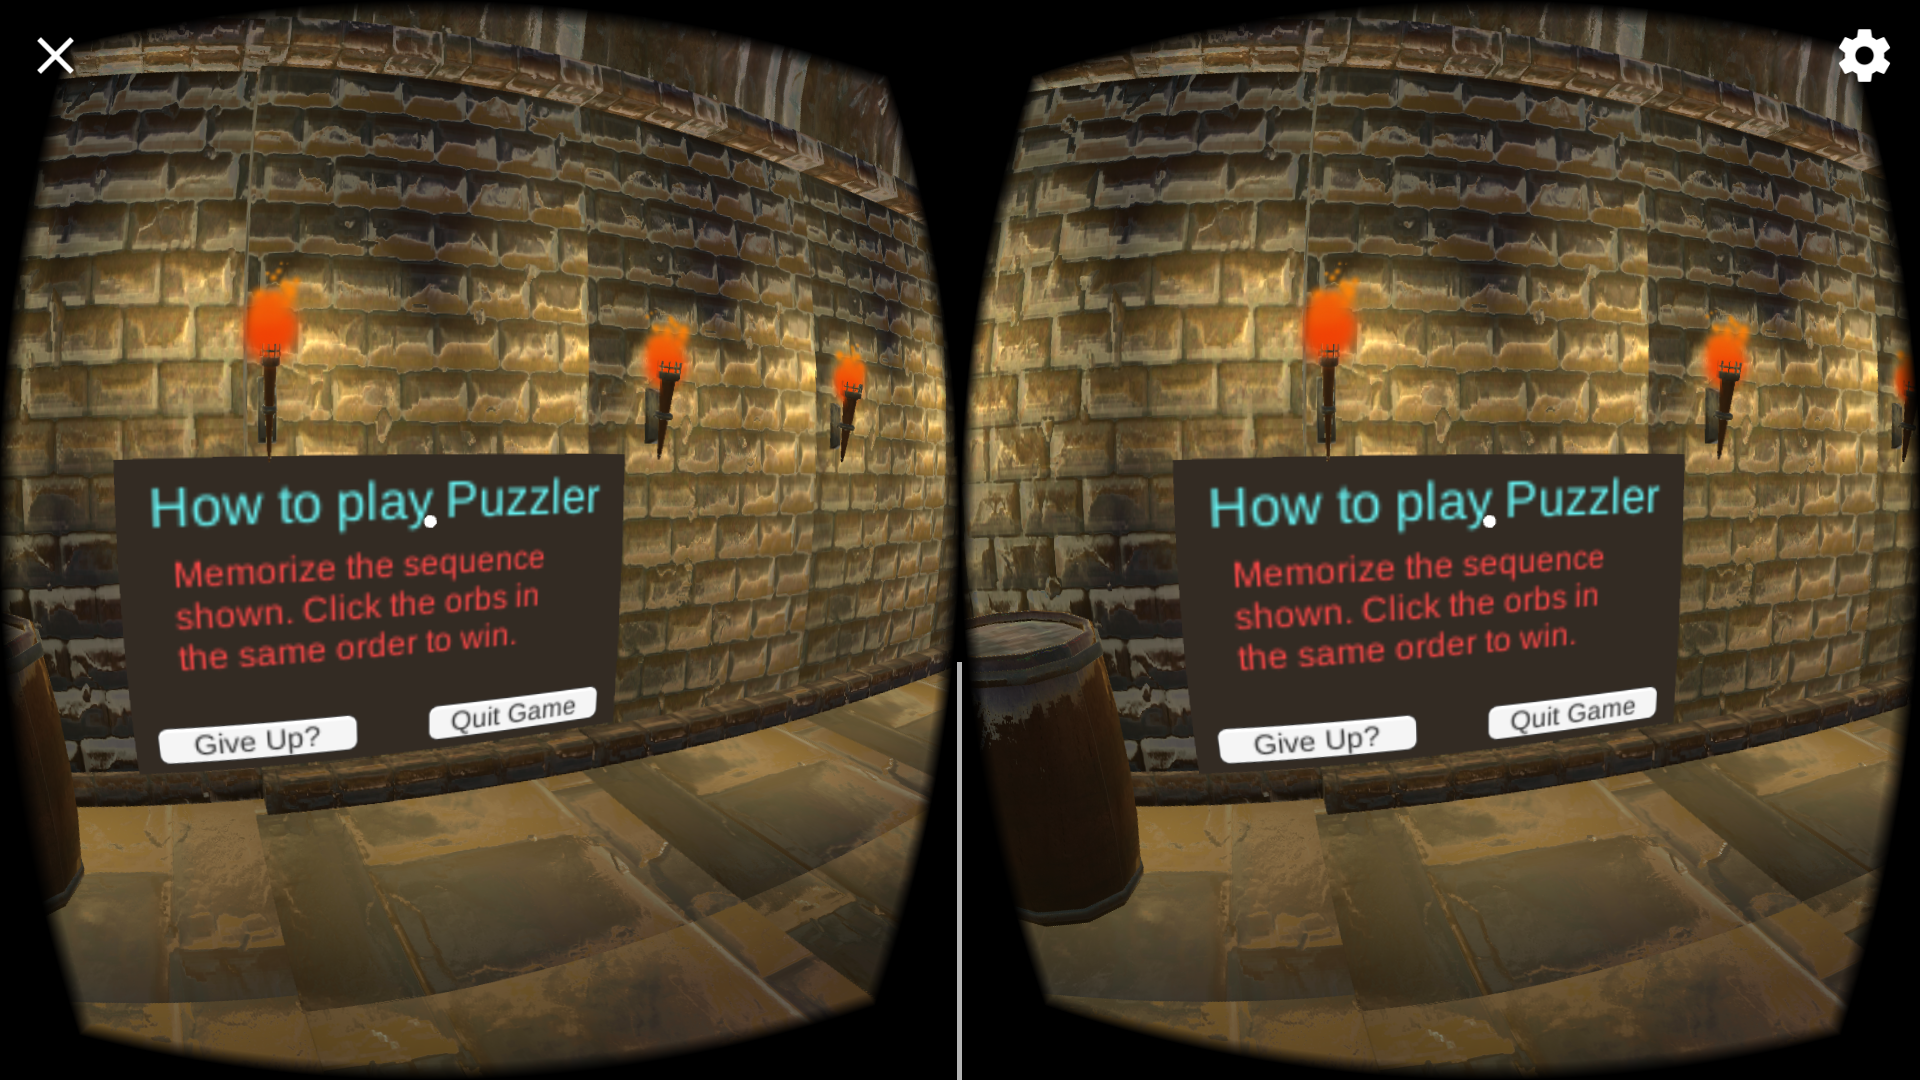 How to play Puzzler
Memorize the sequence
shown. Click the orbs in
the same order to win.
Give Up?
Quit Game
How to play Puzzler
Memorize the sequence
shown. Click the orbs in
the same order to win.
Give Up?
Quit Game